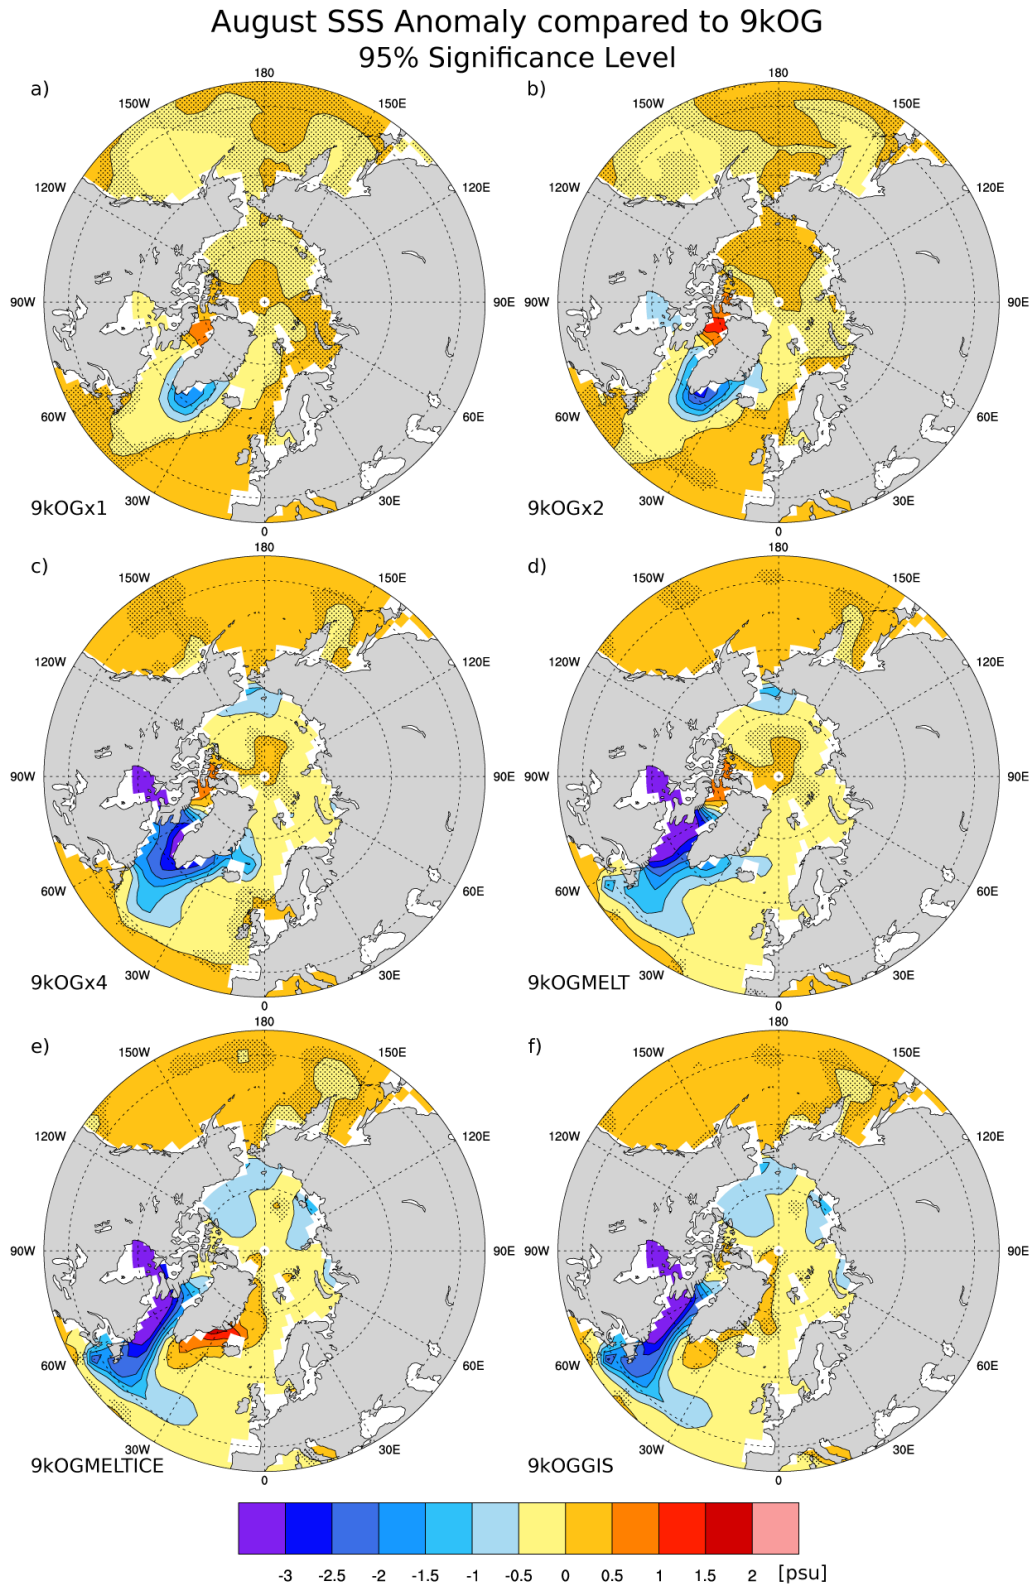 August SSS Anomaly compared to 9kOG
95% Significance Level
a)
180
150W
150E
120W
120E
90W
90E
60W
60E
30W
30E
0
9kOGx1
b)
180
150W
150E
120W
120E
90W
90E
60W
60E
30W
30E
0
9kOGx2
c)
180
150W
150E
120W
120E
90W
90E
60W
60E
30W
30E
0
9kOGx4
d)
180
150W
150E
120W
120E
90W
90E
60W
60E
30W
30E
0
9kOGMELT
e)
180
150W
150E
120W
120E
90W
90E
60W
60E
30W
30E
0
9kOGMELTICE
f)
180
150W
150E
120W
120E
90W
90E
60W
60E
30W
30E
0
9kOGGIS
-3 -2.5 -2 -1.5 -1 -0.5 0 0.5 1 1.5 2 [psu]